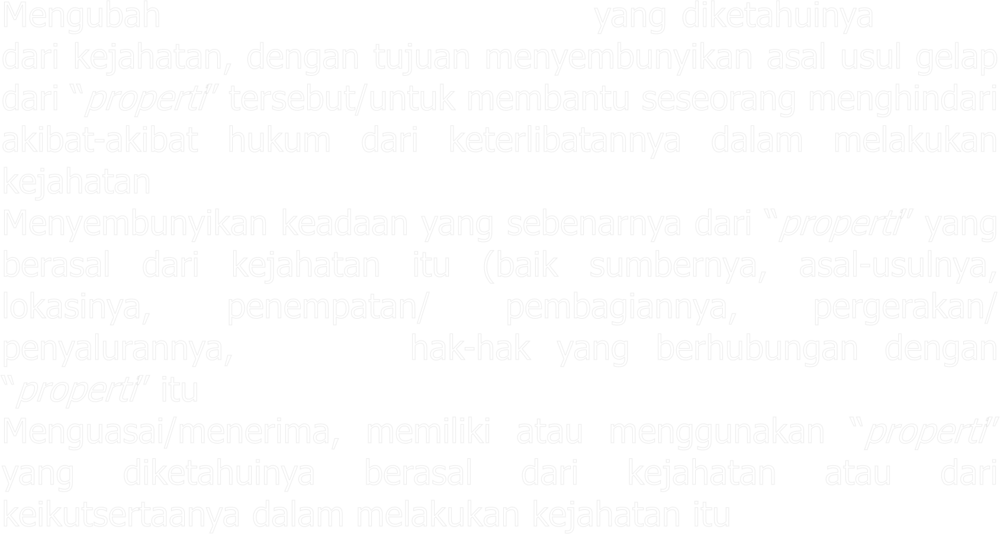 Mengubah yang diketahuinya
dari kejahatan, dengan tujuan menyembunyikan asal usul gelap
dari “properti” tersebut/untuk membantu seseorang menghindari
akibat-akibat hukum dari keterlibatannya dalam melakukan
kejahatan
Menyembunyikan keadaan yang sebenarnya dari “properti” yang
berasal dari kejahatan itu (baik sumbernya, asal-usulnya,
lokasinya, penempatan/ pembagiannya, pergerakan/
penyalurannya, hak-hak yang berhubungan dengan
“properti” itu
Menguasai/menerima, memiliki atau menggunakan “properti”
yang diketahuinya berasal dari kejahatan atau dari
keikutsertaanya dalam melakukan kejahatan itu